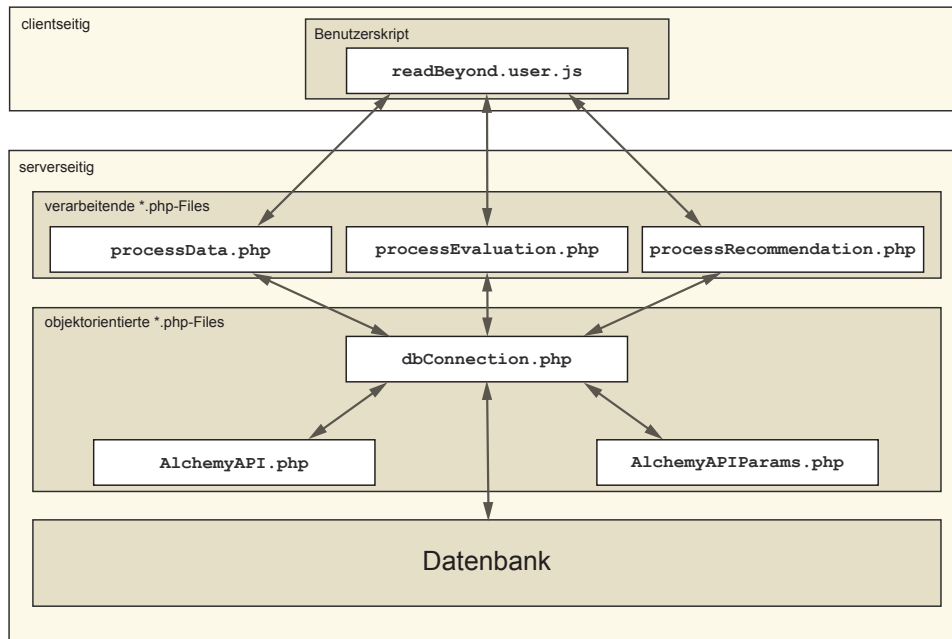 clientseitig
Benutzerskript
readBeyond.user.js
serverseitig
verarbeitende *.php-Files
processData.php
processEvaluation.php
processRecommendation.php
objektorientierte *.php-Files
dbConnection.php
AlchemyAPI.php
AlchemyAPIParams.php
Datenbank